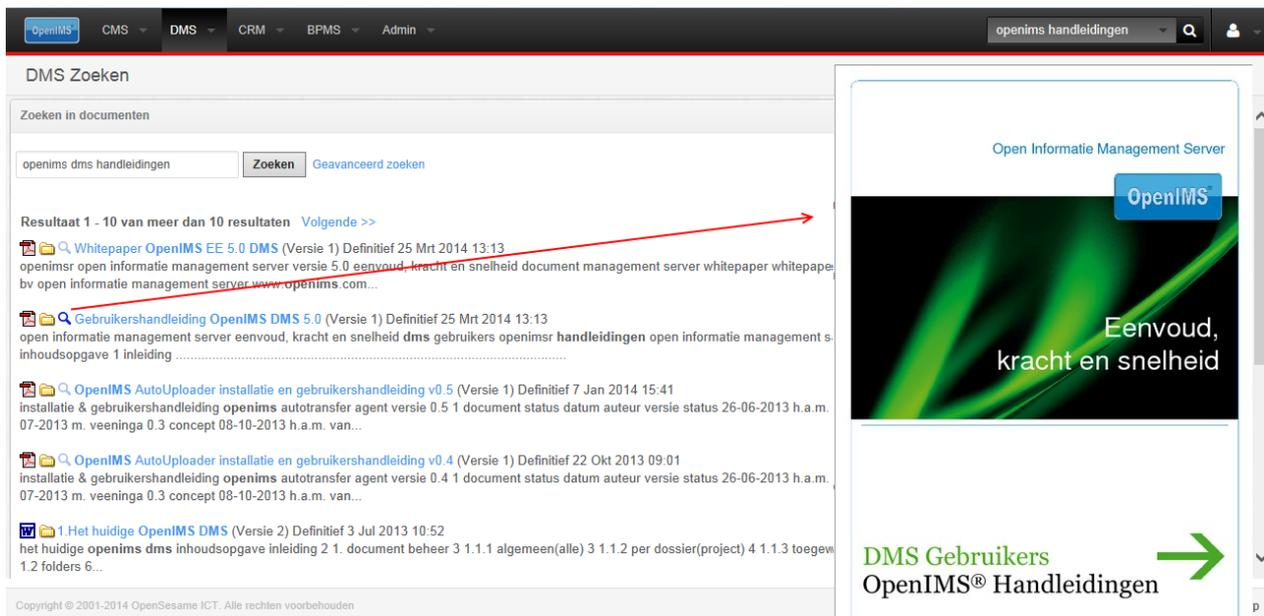 OpenIMS
CMS
DMS
CRM
BPMS
Admin
openims handleidingen
DMS Zoeken
Zoeken in documenten
openims dms handleidingen
Zoeken
Geavanceerd zoeken
Resultaat 1 - 10 van meer dan 10 resultaten Volgende >>
Whitepaper OpenIMS EE 5.0 DMS (Versie 1) Definitief 25 Mrt 2014 13:13
openimsr open informatie management server versie 5.0 eenvoud, kracht en snelheid document management server whitepaper whitepape
bv open informatie management server www.openims.com...
Gebruikershandleiding OpenIMS DMS 5.0 (Versie 1) Definitief 25 Mrt 2014 13:13
open informatie management server eenvoud, kracht en snelheid dms gebruikers openimsr handleidingen open informatie management s
inhoudsopgave 1 inleiding ................................................................................................................................
OpenIMS AutoUploader installatie en gebruikershandleiding v0.5 (Versie 1) Definitief 7 Jan 2014 15:41
installatie & gebruikershandleiding openims autotransfer agent versie 0.5 1 document status datum auteur versie status 26-06-2013 h.a.m.
07-2013 m. veeninga 0.3 concept 08-10-2013 h.a.m. van...
OpenIMS AutoUploader installatie en gebruikershandleiding v0.4 (Versie 1) Definitief 22 Okt 2013 09:01
installatie & gebruikershandleiding openims autotransfer agent versie 0.4 1 document status datum auteur versie status 26-06-2013 h.a.m.
07-2013 m. veeninga 0.3 concept 08-10-2013 h.a.m. van...
1.Het huidige OpenIMS DMS (Versie 2) Definitief 3 Jul 2013 10:52
het huidige openims dms inhoudsopgave inleiding 2 1. document beheer 3 1.1.1 algemeen(alle) 3 1.1.2 per dossier(project) 4 1.1.3 toegew
1.2 folders 6...
Copyright © 2001-2014 OpenSesame ICT. Alle rechten voorbehouden
Open Informatie Management Server
OpenIMS®
Eenvoud,
kracht en snelheid
DMS Gebruikers
OpenIMS® Handleidingen
p